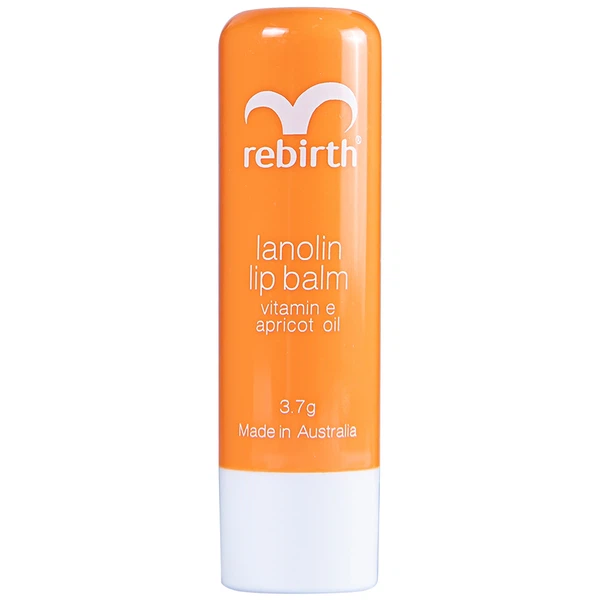 rebirth®
lanolin
lip balm
vitamin e
apricot oil
3.7g
Made in Australia